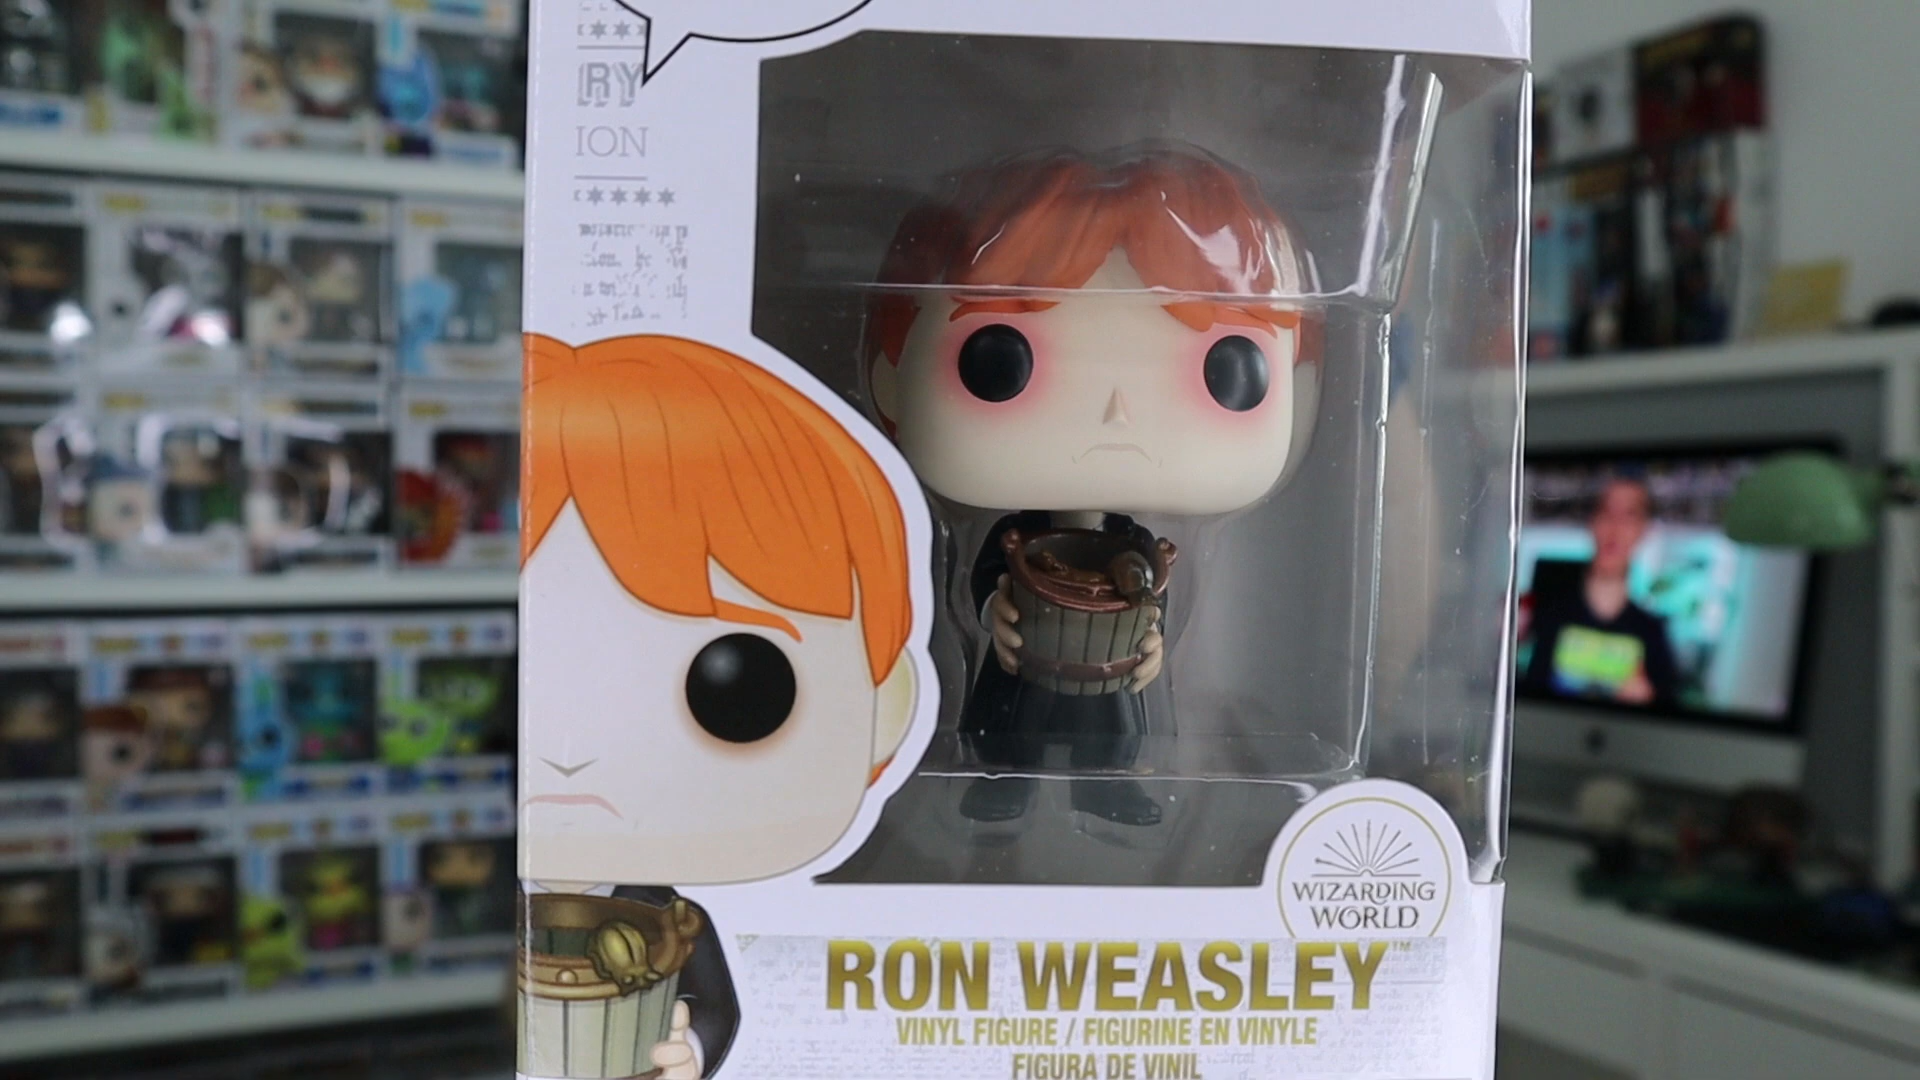 RY
ION
WIZARDING
WORLD
RON WEASLEY™
VINYL FIGURE / FIGURINE EN VINYLE
FIGURA DE VINIL